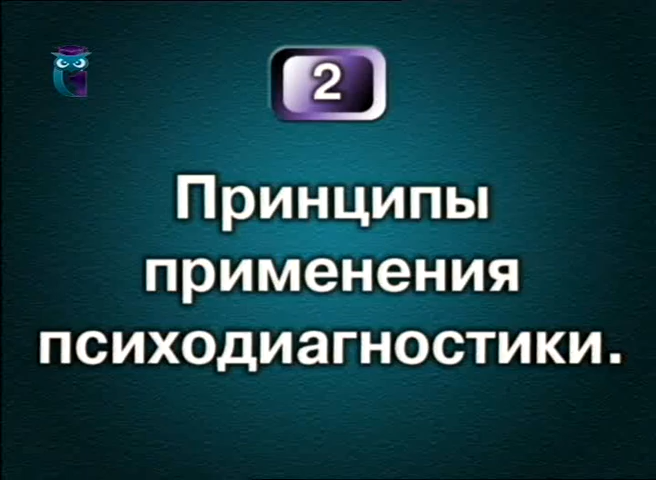 2
Принципы
применения
психодиагностики.